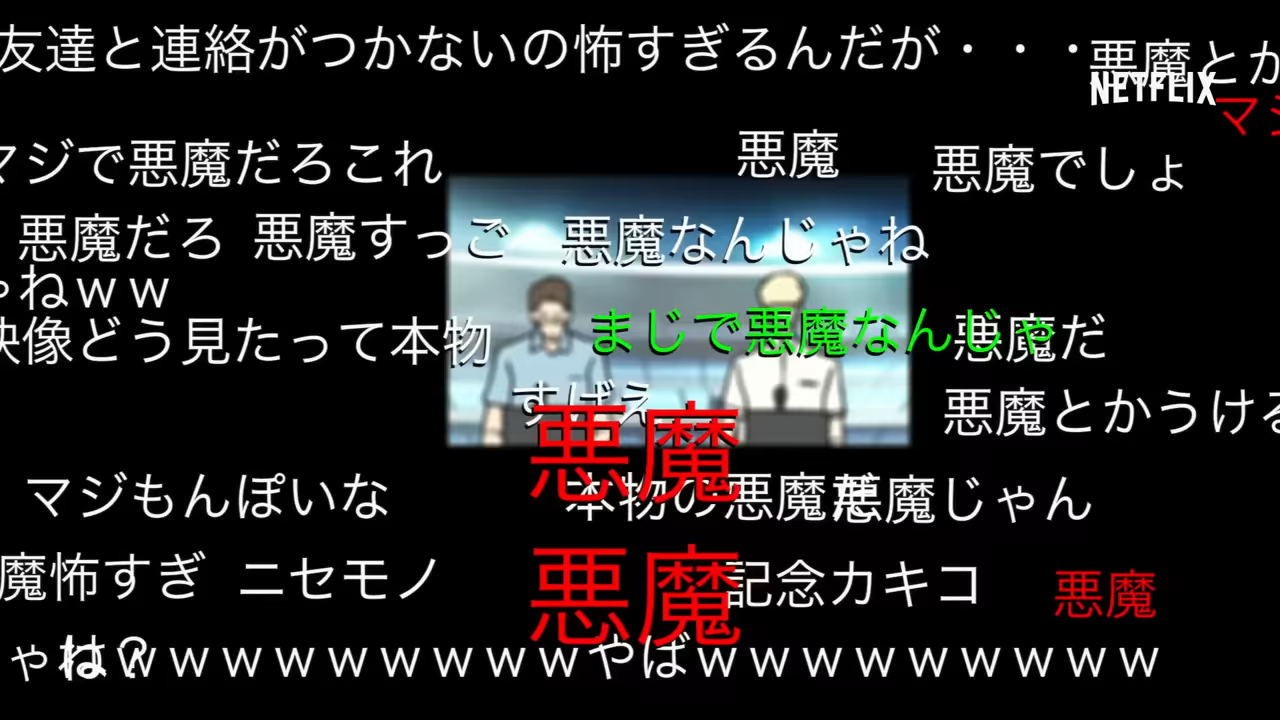 友達と連絡がつかないの怖すぎるんだが・・・
悪魔とか
NETFLIX
マジ
マジで悪魔だろこれ
悪魔
悪魔でしょ
悪魔だろ
悪魔すっご
悪魔なんじゃね
ゃねｗｗ
映像どう見たって本物
まじで悪魔なんじゃ
悪魔だ
すげえ
悪魔
悪魔とかうける
マジもんぽいな
本物の悪魔だ
悪魔じゃん
魔怖すぎ
ニセモノ
悪魔
記念カキコ
悪魔
ゃね？
はｗｗｗｗｗｗｗｗｗ
やばｗｗｗｗｗｗｗｗｗ